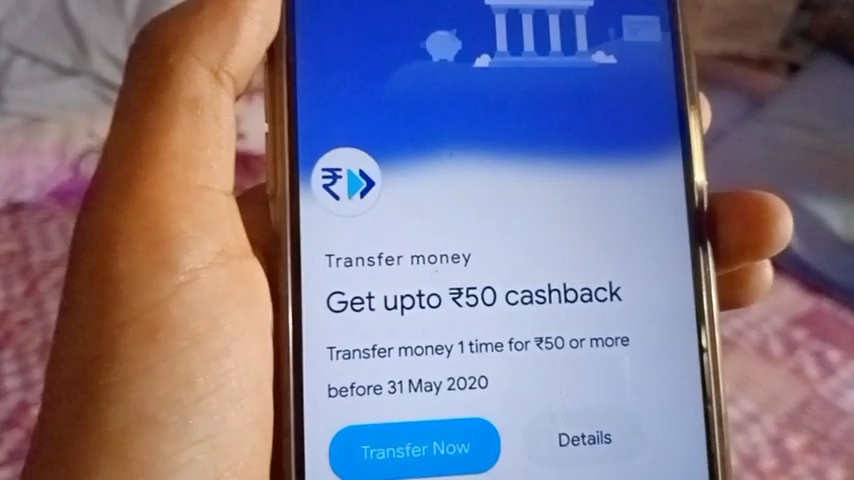 ₹
Transfer money
Get upto ₹50 cashback
Transfer money 1 time for ₹50 or more
before 31 May 2020
Transfer Now
Details